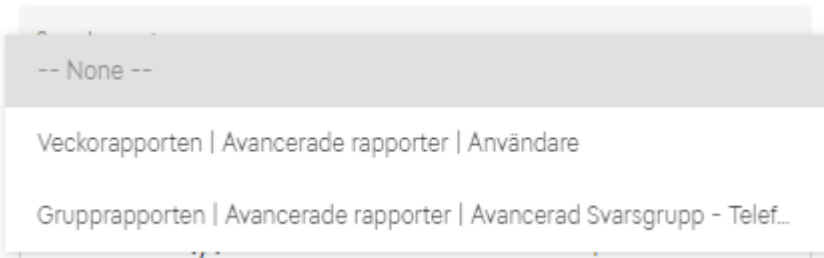 -- None --
Veckorapporten | Avancerade rapporter | Användare
Grupprapporten | Avancerade rapporter | Avancerad Svarsgrupp - Telef...